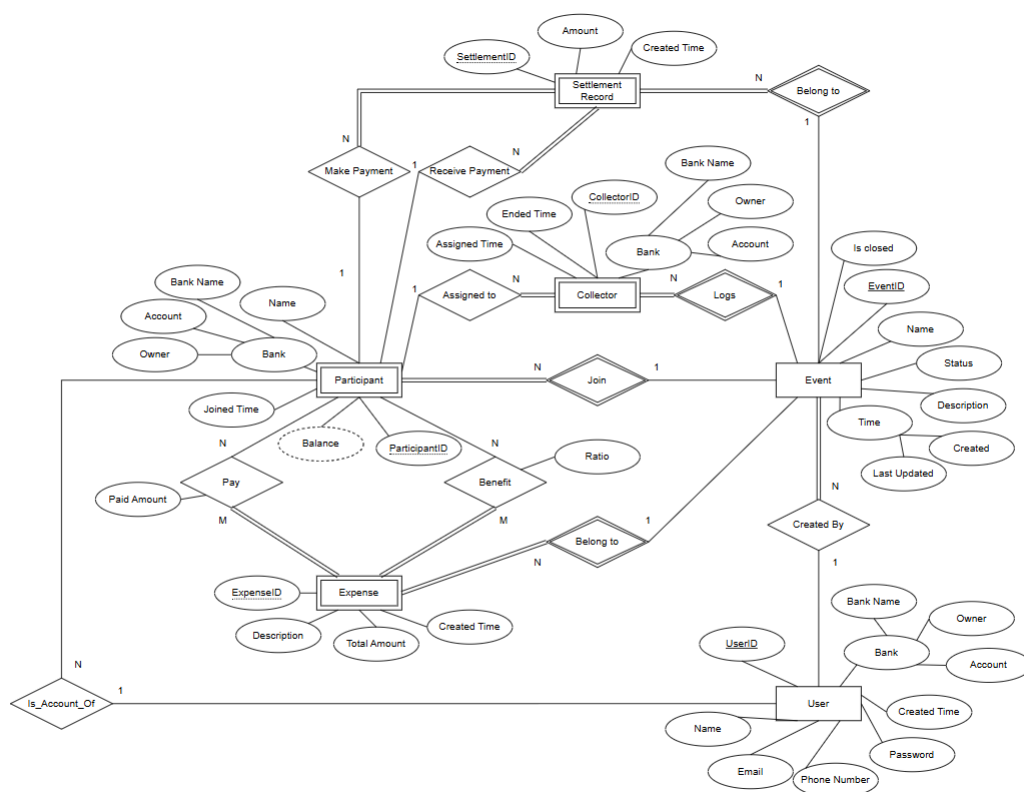 Amount
Created Time
SettlementID
Settlement
Record
N
Belong to
1
N
Make Payment
1
Receive Payment
N
Bank Name
CollectorID
Owner
Ended Time
Assigned Time
Bank
Account
Is closed
EventID
1
Assigned to
N
Collector
N
Logs
1
1
Bank Name
Name
Account
Owner
Bank
Name
Status
Participant
N
Join
1
Event
Joined Time
Description
Time
Created
Last Updated
N
Balance
ParticipantID
N
Ratio
Pay
Benefit
Paid Amount
N
M
M
1
Created By
Belong to
N
1
ExpenseID
Expense
Created Time
Description
Total Amount
Bank Name
Owner
UserID
Bank
Account
N
Is_Account_Of
1
User
Created Time
Name
Password
Email
Phone Number